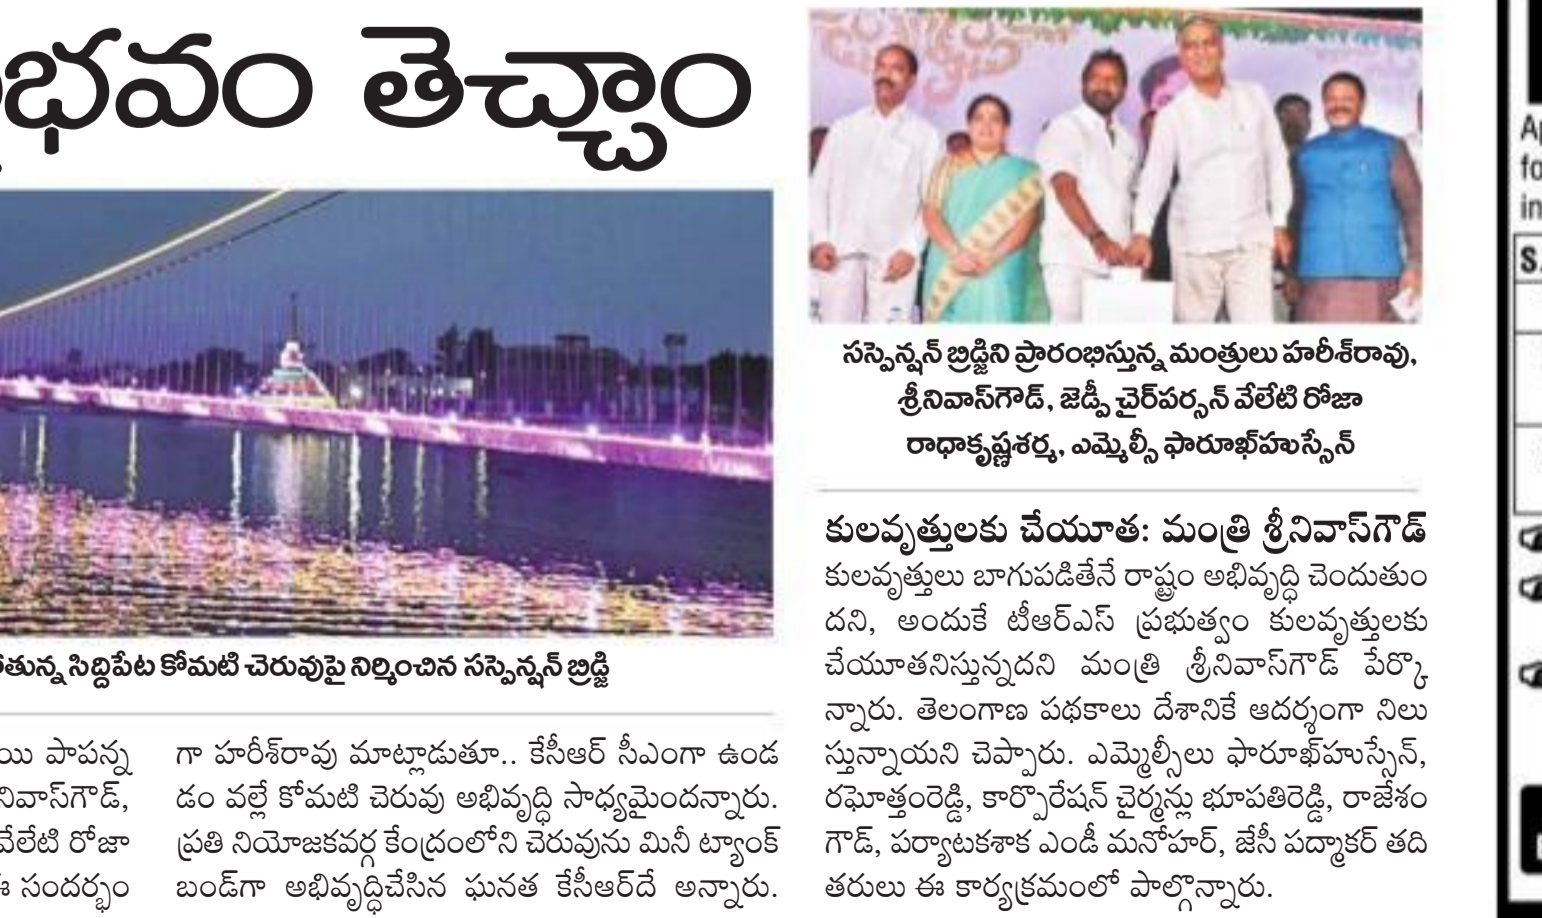 భవం తెచ్చాం
సస్పెన్షన్ బ్రిడ్జిని ప్రారంభిస్తున్న మంత్రులు హరీశ్‌రావు,
శ్రీనివాస్‌గౌడ్, జెడ్పీ చైర్‌పర్సన్ వేలేటి రోజా
రాధాకృష్ణశర్మ, ఎమ్మెల్సీ ఫారూఖ్‌హుస్సేన్
సిద్దిపేట కోమటి చెరువుపై నిర్మించిన సస్పెన్షన్ బ్రిడ్జి
పాపన్న
నివాస్‌గౌడ్,
వేలేటి రోజా
ఈ సందర్భం
గా హరీశ్‌రావు మాట్లాడుతూ.. కేసీఆర్ సీఎంగా ఉండ
డం వల్లే కోమటి చెరువు అభివృద్ధి సాధ్యమైందన్నారు.
ప్రతి నియోజకవర్గ కేంద్రంలోని చెరువును మినీ ట్యాంక్
బండ్‌గా అభివృద్ధిచేసిన ఘనత కేసీఆర్‌దే అన్నారు.
కులవృత్తులకు చేయూత: మంత్రి శ్రీనివాస్‌గౌడ్
కులవృత్తులు బాగుపడితేనే రాష్ట్రం అభివృద్ధి చెందుతుం
దని, అందుకే టీఆర్ఎస్ ప్రభుత్వం కులవృత్తులకు
చేయూతనిస్తున్నదని మంత్రి శ్రీనివాస్‌గౌడ్ పేర్కొ
న్నారు. తెలంగాణ పథకాలు దేశానికే ఆదర్శంగా నిలు
స్తున్నాయని చెప్పారు. ఎమ్మెల్సీలు ఫారూఖ్‌హుస్సేన్,
రఘోత్తంరెడ్డి, కార్పొరేషన్ చైర్మన్లు భూపతిరెడ్డి, రాజేశం
గౌడ్, పర్యాటకశాక ఎండీ మనోహర్, జేసీ పద్మాకర్ తది
తరులు ఈ కార్యక్రమంలో పాల్గొన్నారు.
S.